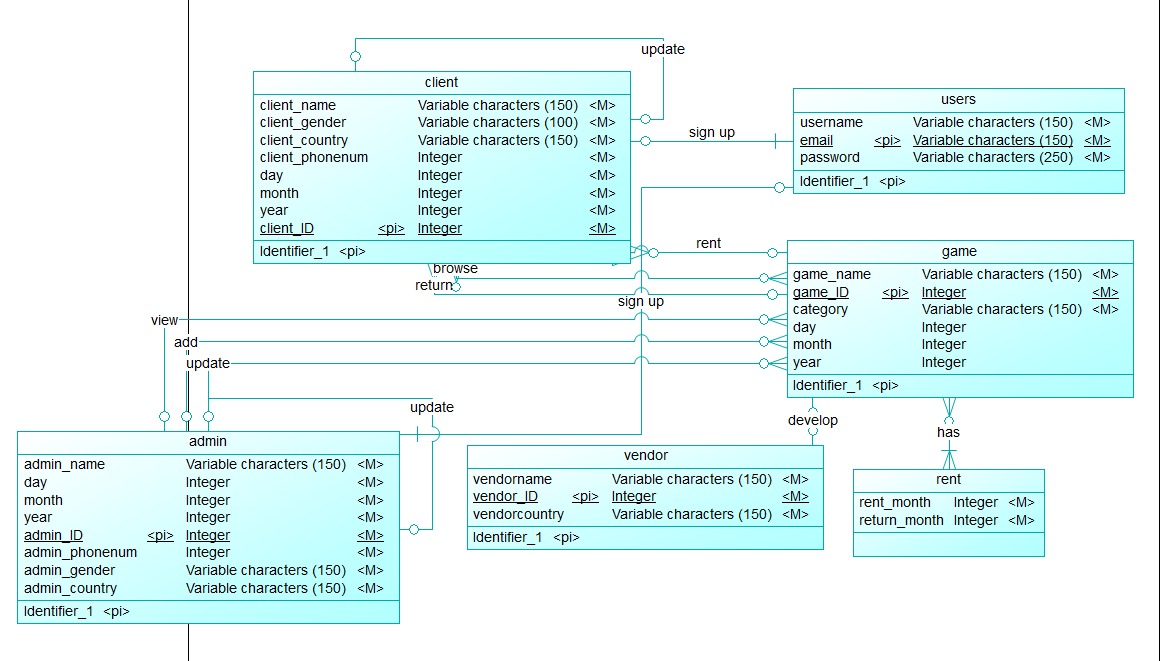 update
client
client_name Variable characters (150) <M>
client_gender Variable characters (100) <M>
client_country Variable characters (150) <M>
client_phonenum Integer <M>
day Integer <M>
month Integer <M>
year Integer <M>
client_ID <pi> Integer <M>
Identifier_1 <pi>
sign up
users
username Variable characters (150) <M>
email <pi> Variable characters (150) <M>
password Variable characters (250) <M>
Identifier_1 <pi>
rent
browse
return
sign up
game
game_name Variable characters (150) <M>
game_ID <pi> Integer <M>
category Variable characters (150) <M>
day Integer
month Integer
year Integer
Identifier_1 <pi>
view
add
update
update
develop
has
admin
admin_name Variable characters (150) <M>
day Integer <M>
month Integer <M>
year Integer <M>
admin_ID <pi> Integer <M>
admin_phonenum Integer <M>
admin_gender Variable characters (150) <M>
admin_country Variable characters (150) <M>
Identifier_1 <pi>
vendor
vendorname Variable characters (150) <M>
vendor_ID <pi> Integer <M>
vendorcountry Variable characters (150) <M>
Identifier_1 <pi>
rent
rent_month Integer <M>
return_month Integer <M>